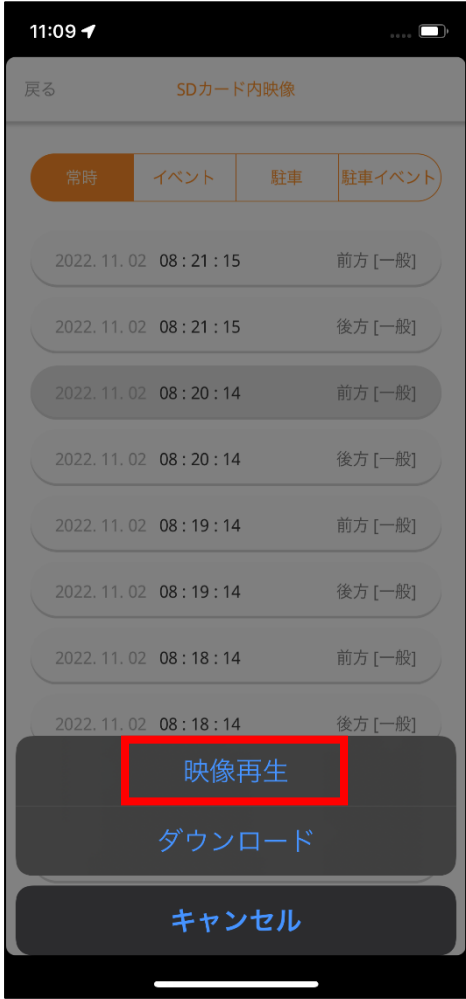 11:09
戻る SDカード内映像
常時 イベント 駐車 駐車イベント
2022. 11. 02 08 : 21 : 15 前方 [一般]
2022. 11. 02 08 : 21 : 15 後方 [一般]
2022. 11. 02 08 : 20 : 14 前方 [一般]
2022. 11. 02 08 : 20 : 14 後方 [一般]
2022. 11. 02 08 : 19 : 14 前方 [一般]
2022. 11. 02 08 : 19 : 14 後方 [一般]
2022. 11. 02 08 : 18 : 14 前方 [一般]
2022. 11. 02 08 : 18 : 14 後方 [一般]
映像再生
ダウンロード
キャンセル